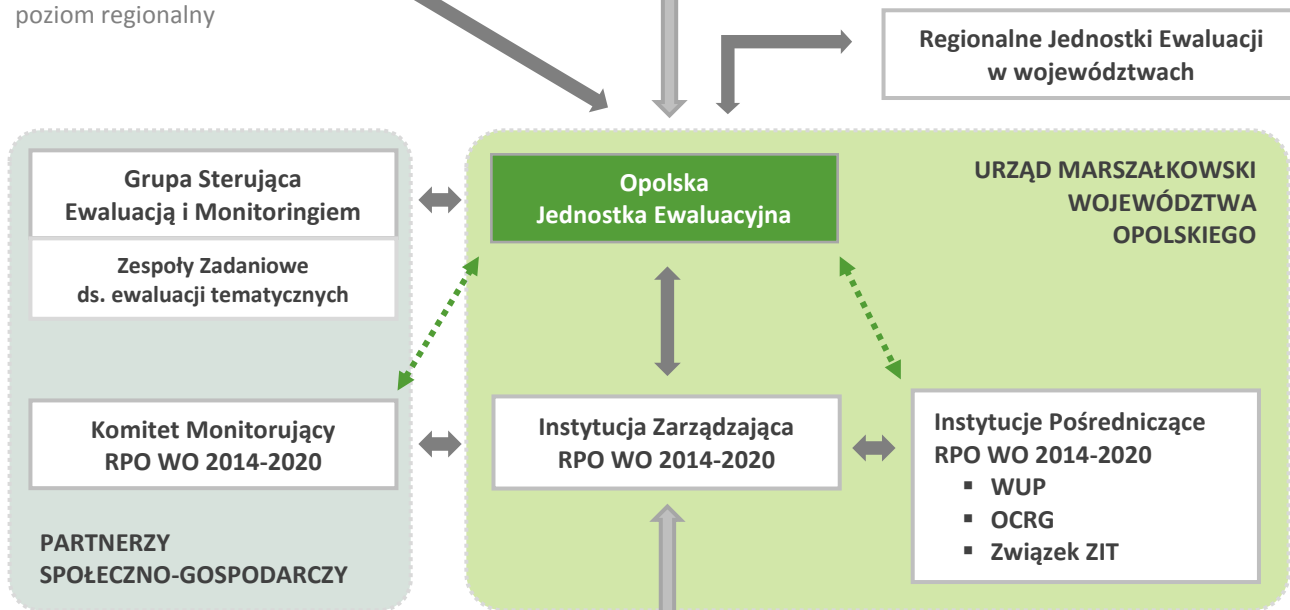 poziom regionalny
Regionalne Jednostki Ewaluacji
w województwach
Grupa Sterująca
Ewaluacją i Monitoringiem
Zespoły Zadaniowe
ds. ewaluacji tematycznych
Opolska
Jednostka Ewaluacyjna
URZĄD MARSZAŁKOWSKI
WOJEWÓDZTWA
OPOLSKIEGO
Komitet Monitorujący
RPO WO 2014-2020
Instytucja Zarządzająca
RPO WO 2014-2020
Instytucje Pośredniczące
RPO WO 2014-2020
▪ WUP
▪ OCRG
▪ Związek ZIT
PARTNERZY
SPOŁECZNO-GOSPODARCZY